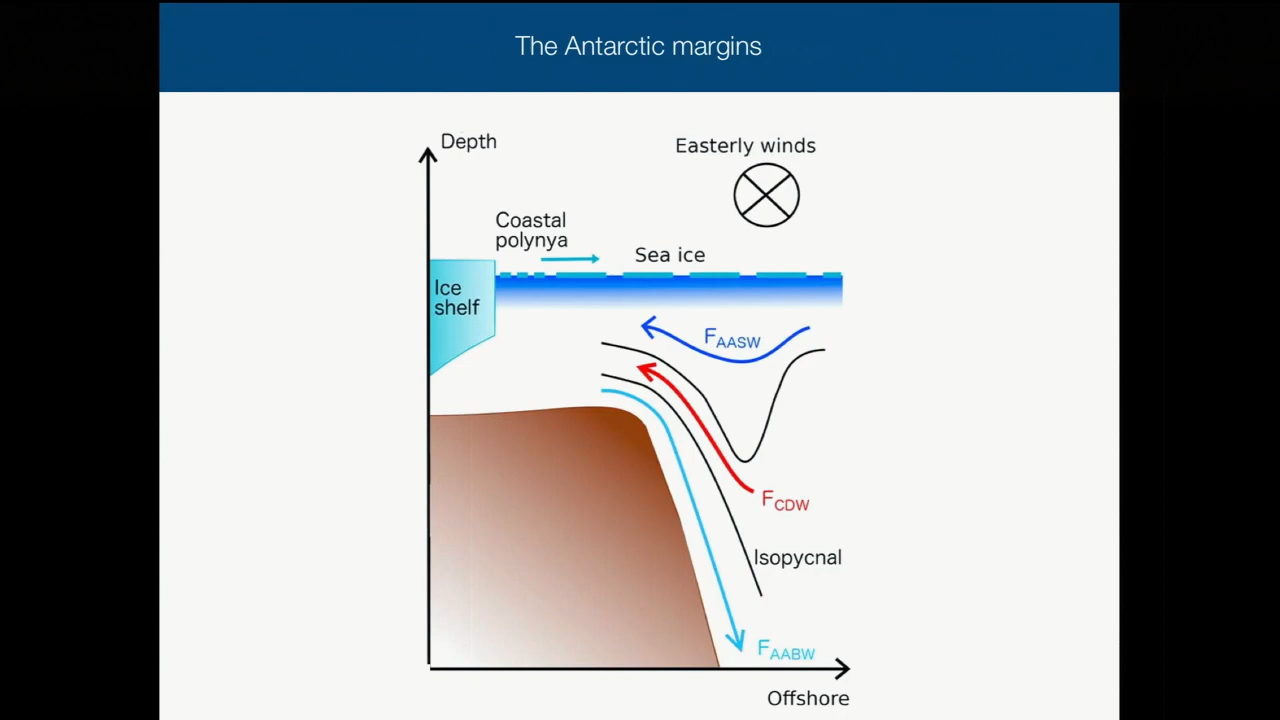 The Antarctic margins
Depth
Easterly winds
Coastal
polynya
Sea ice
Ice
shelf
FAASW
FCDW
Isopycnal
FAABW
Offshore